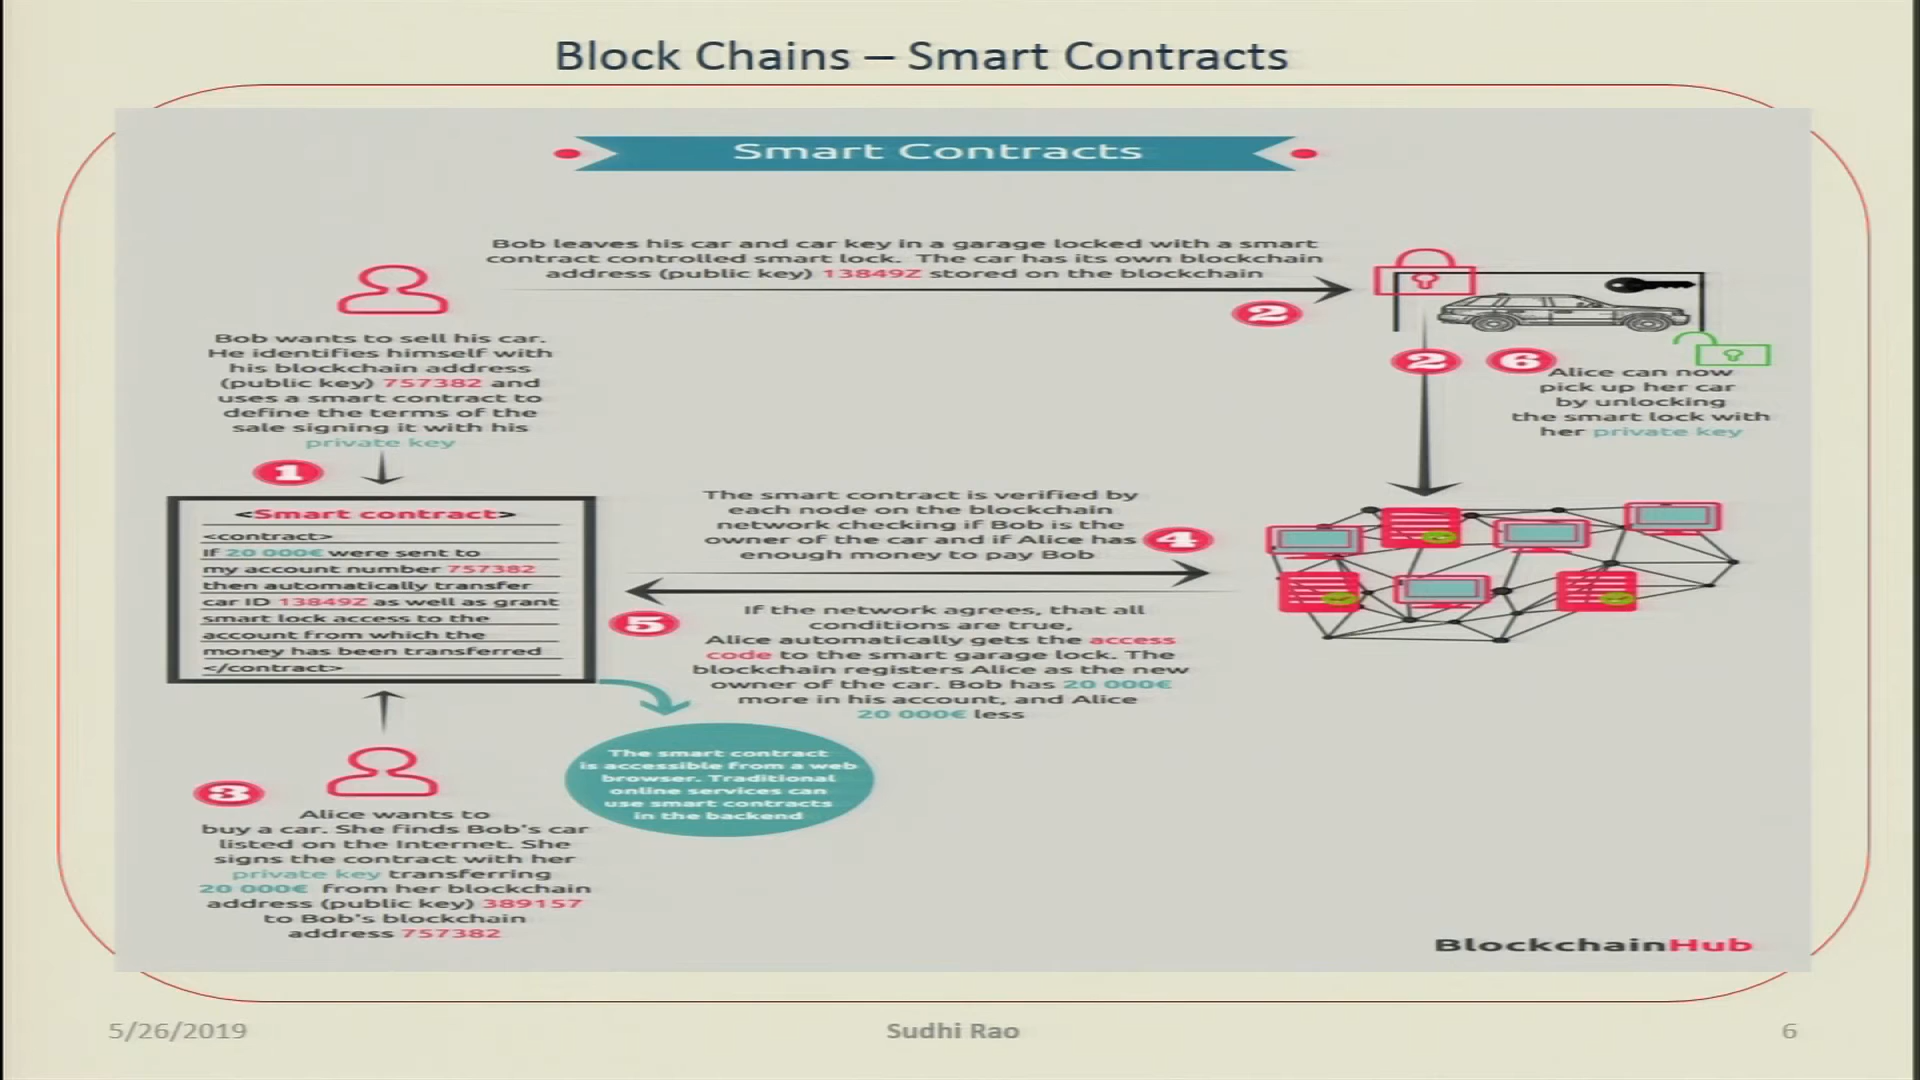 Block Chains – Smart Contracts
Smart Contracts
Bob leaves his car and car key in a garage locked with a smart
contract controlled smart lock. The car has its own blockchain
address (public key) 13849Z stored on the blockchain
2
Bob wants to sell his car.
He identifies himself with
his blockchain address
(public key) 757382 and
uses a smart contract to
define the terms of the
sale signing it with his
private key
1
2
6
Alice can now
pick up her car
by unlocking
the smart lock with
her private key
<Smart contract>
<contract>
If 20 000€ were sent to
my account number 757382
then automatically transfer
car ID 13849Z as well as grant
smart lock access to the
account from which the
money has been transferred
</contract>
The smart contract is verified by
each node on the blockchain
network checking if Bob is the
owner of the car and if Alice has
enough money to pay Bob
4
5
If the network agrees, that all
conditions are true,
Alice automatically gets the access
code to the smart garage lock. The
blockchain registers Alice as the new
owner of the car. Bob has 20 000€
more in his account, and Alice
20 000€ less
The smart contract
is accessible from a web
browser. Traditional
online services can
use smart contracts
in the backend
3
Alice wants to
buy a car. She finds Bob's car
listed on the Internet. She
signs the contract with her
private key transferring
20 000€ from her blockchain
address (public key) 389157
to Bob's blockchain
address 757382
BlockchainHub
5/26/2019
Sudhi Rao
6